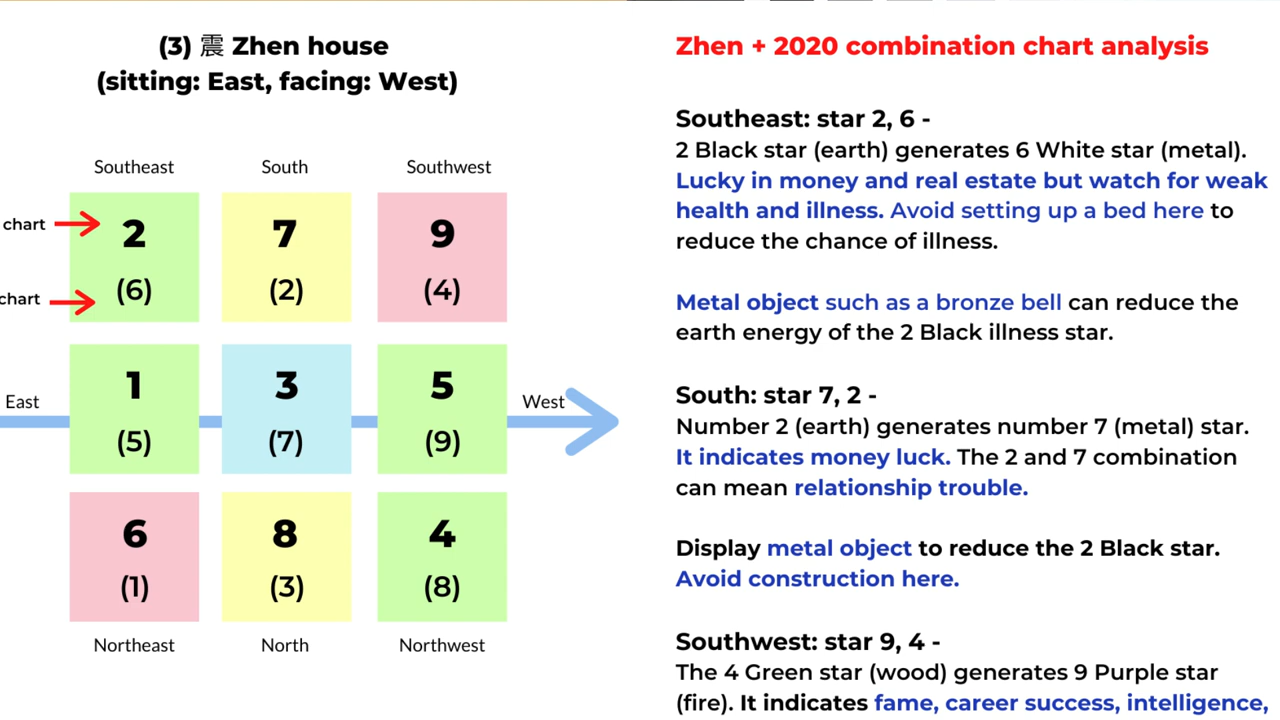 (3) 震 Zhen house
(sitting: East, facing: West)
Southeast South Southwest
chart
2 7 9
chart
(6) (2) (4)
East
1 3 5
West
(5) (7) (9)
6 8 4
(1) (3) (8)
Northeast North Northwest
Zhen + 2020 combination chart analysis
Southeast: star 2, 6 -
2 Black star (earth) generates 6 White star (metal).
Lucky in money and real estate but watch for weak
health and illness. Avoid setting up a bed here to
reduce the chance of illness.
Metal object such as a bronze bell can reduce the
earth energy of the 2 Black illness star.
South: star 7, 2 -
Number 2 (earth) generates number 7 (metal) star.
It indicates money luck. The 2 and 7 combination
can mean relationship trouble.
Display metal object to reduce the 2 Black star.
Avoid construction here.
Southwest: star 9, 4 -
The 4 Green star (wood) generates 9 Purple star
(fire). It indicates fame, career success, intelligence,